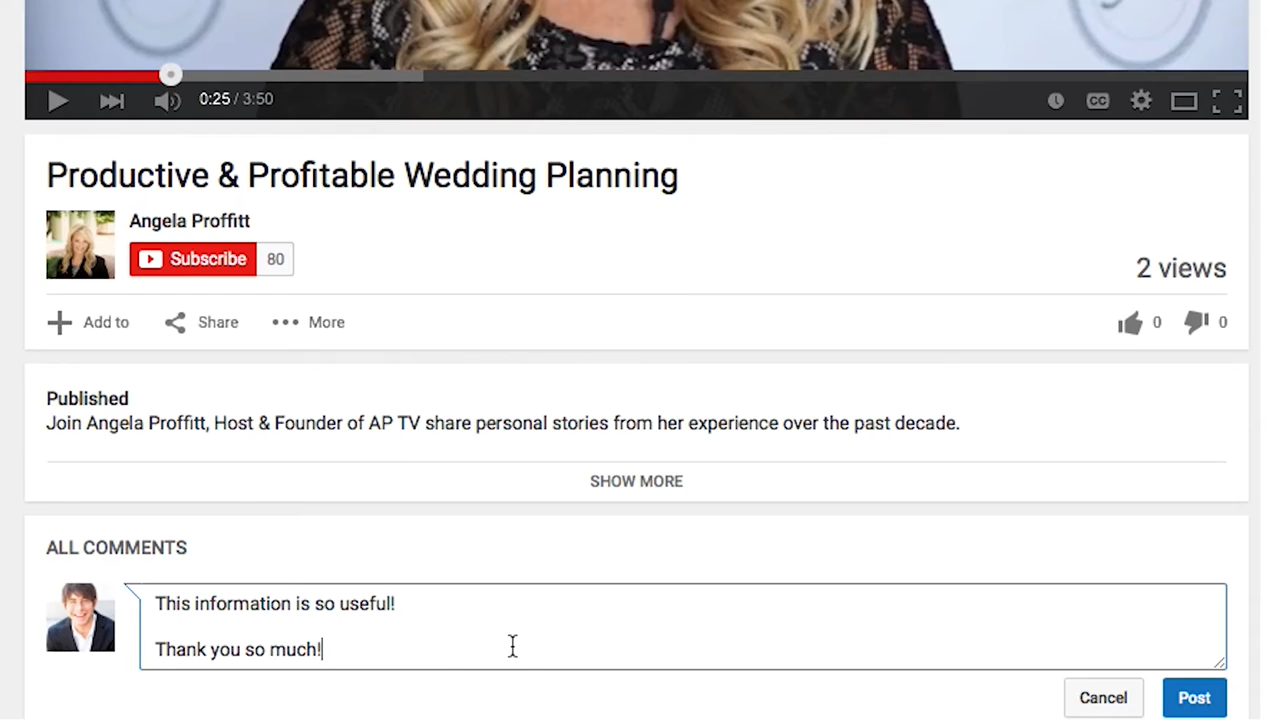 0:25 / 3:50
CC
Productive & Profitable Wedding Planning
Angela Proffitt
Subscribe 80
2 views
Add to Share More 0 0
Published
Join Angela Proffitt, Host & Founder of AP TV share personal stories from her experience over the past decade.
SHOW MORE
ALL COMMENTS
This information is so useful!
Thank you so much!
Cancel Post